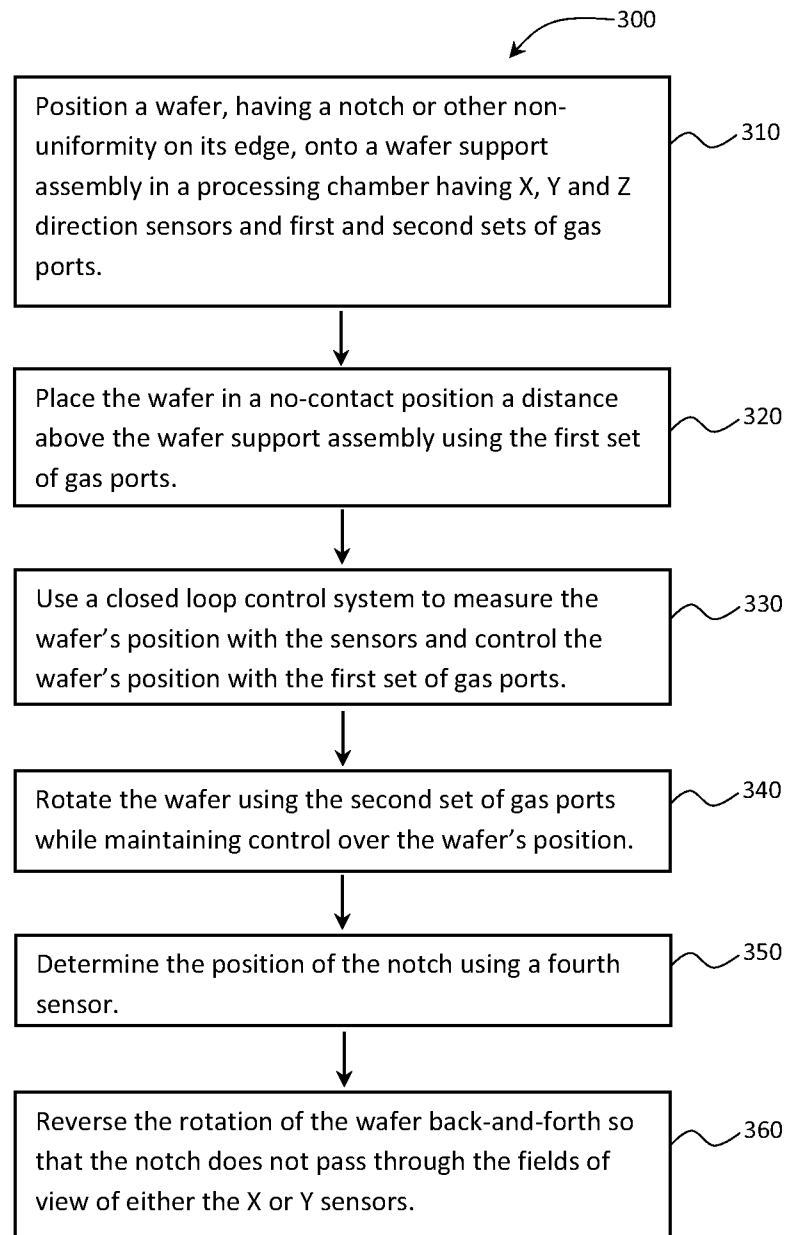 300
Position a wafer, having a notch or other non-
uniformity on its edge, onto a wafer support
assembly in a processing chamber having X, Y and Z
direction sensors and first and second sets of gas
ports.
310
Place the wafer in a no-contact position a distance
above the wafer support assembly using the first set
of gas ports.
320
Use a closed loop control system to measure the
wafer’s position with the sensors and control the
wafer’s position with the first set of gas ports.
330
Rotate the wafer using the second set of gas ports
while maintaining control over the wafer’s position.
340
Determine the position of the notch using a fourth
sensor.
350
Reverse the rotation of the wafer back-and-forth so
that the notch does not pass through the fields of
view of either the X or Y sensors.
360